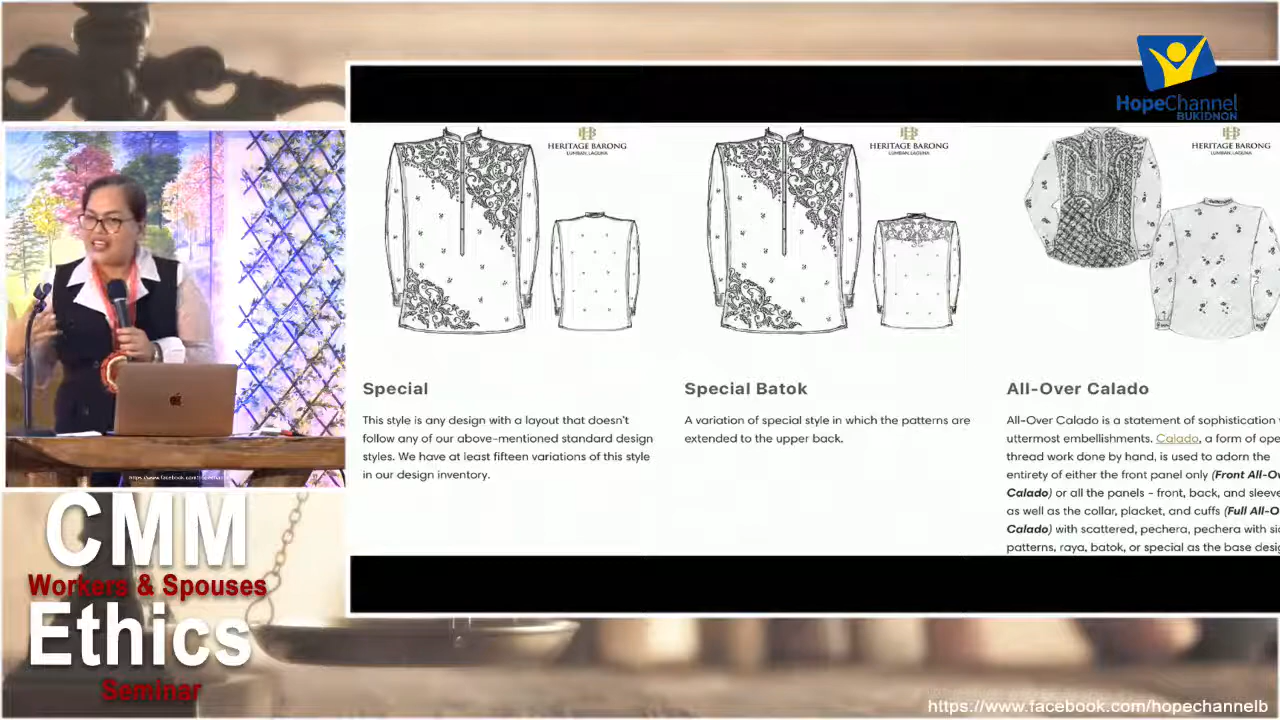 HopeChannel
BUKIDNON
HERITAGE BARONG
LUMBAN, LAGUNA
HERITAGE BARONG
LUMBAN, LAGUNA
HERITAGE BARONG
LUMBAN, LAGUNA
Special
This style is any design with a layout that doesn't
follow any of our above-mentioned standard design
styles. We have at least fifteen variations of this style
in our design inventory.
Special Batok
A variation of special style in which the patterns are
extended to the upper back.
All-Over Calado
All-Over Calado is a statement of sophistication
uttermost embellishments. Calado, a form of ope
thread work done by hand, is used to adorn the
entirety of either the front panel only (Front All-Ov
Calado) or all the panels - front, back, and sleeve
as well as the collar, placket, and cuffs (Full All-O
Calado) with scattered, pechera, pechera with si
patterns, raya, batok, or special as the base desig
CMM
Workers & Spouses
Ethics
Seminar
https://www.facebook.com/hopechannelb